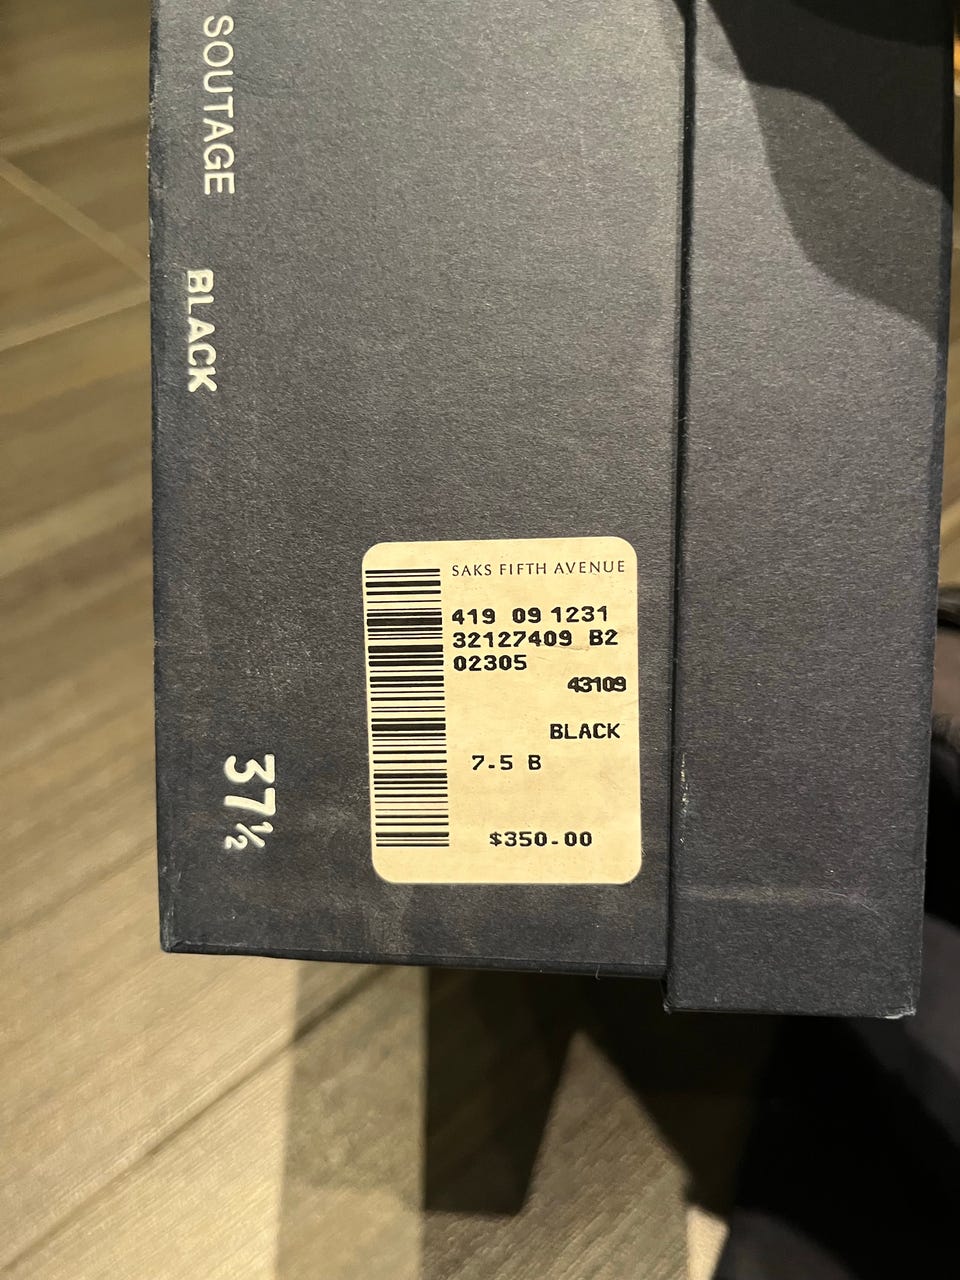 SOUTAGE
BLACK
37½
SAKS FIFTH AVENUE
419 09 1231
32127409 B2
02305
43109
BLACK
7.5 B
$350.00